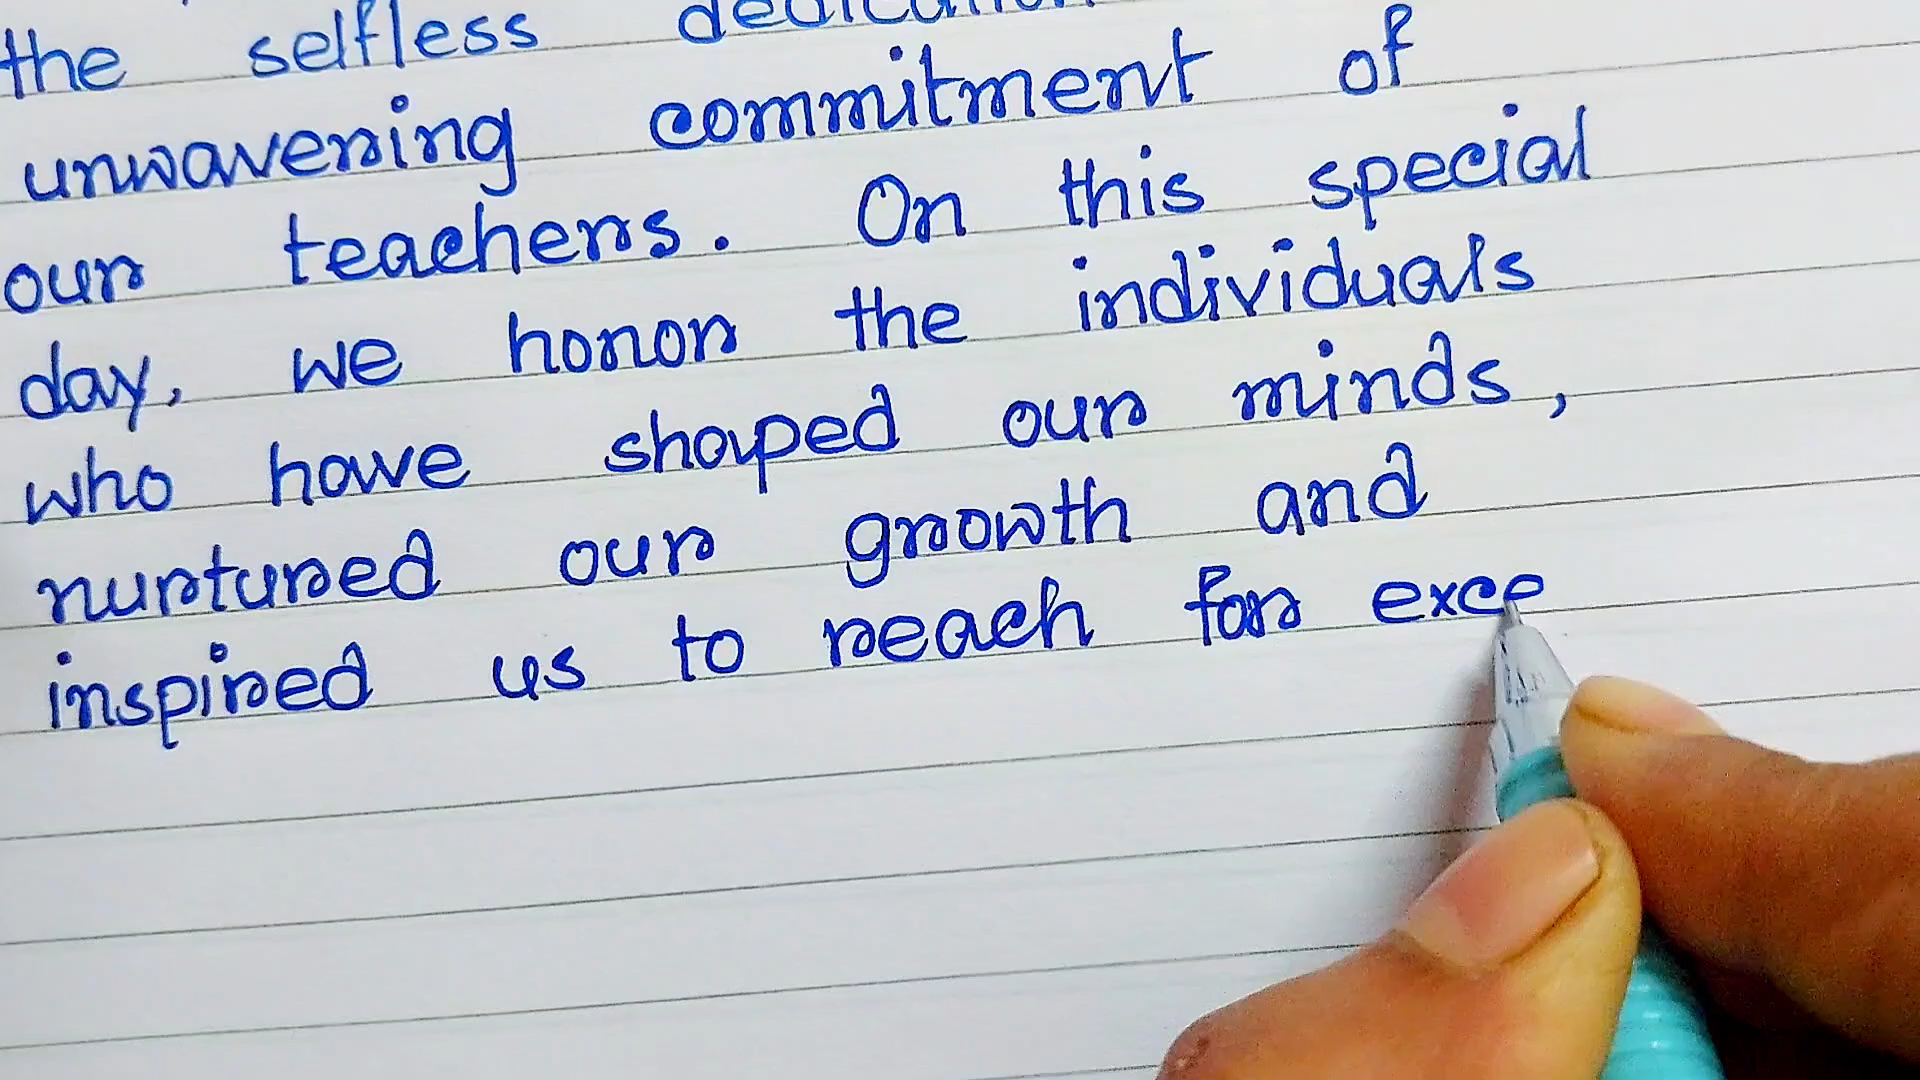 the selfless dedication
unwavering commitment of
our teachers. On this special
day, we honor the individuals
who have shaped our minds,
nurtured our growth and
inspired us to reach for exce